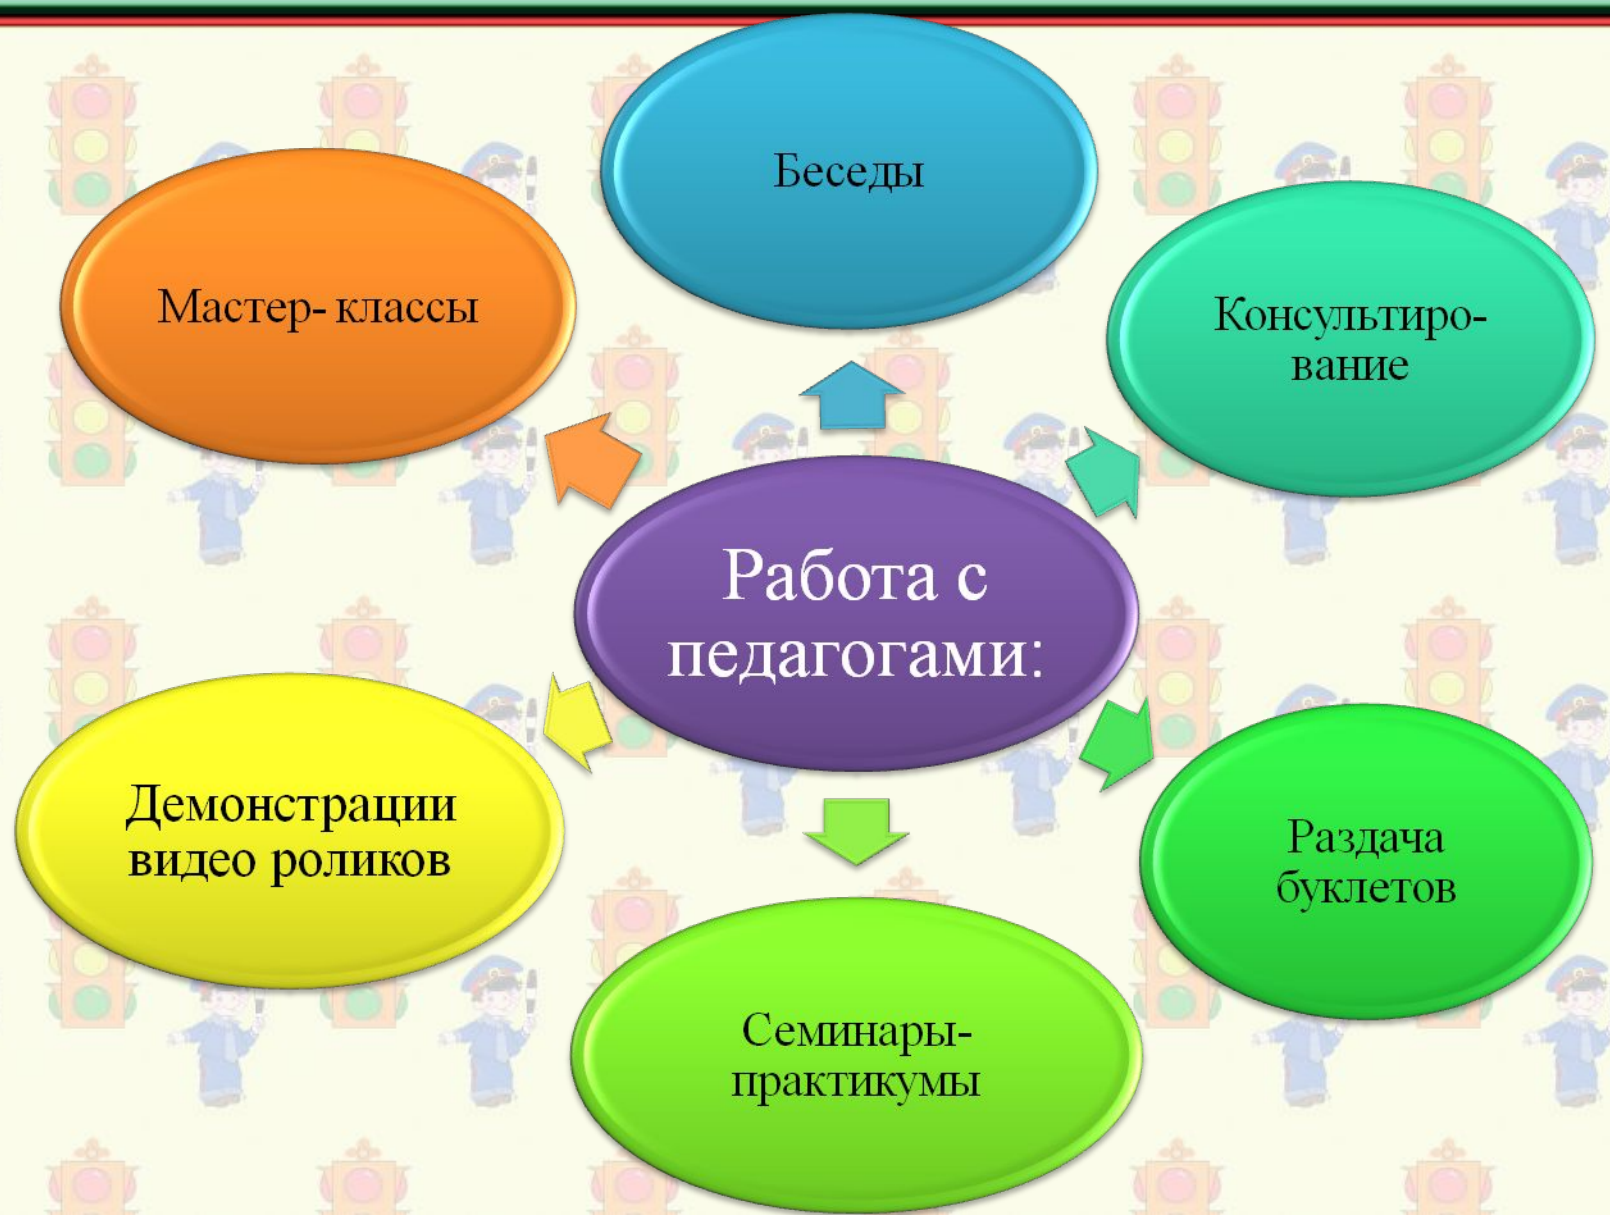 Беседы
Мастер- классы
Консультиро-
вание
Работа с
педагогами:
Демонстрации
видео роликов
Раздача
буклетов
Семинары-
практикумы